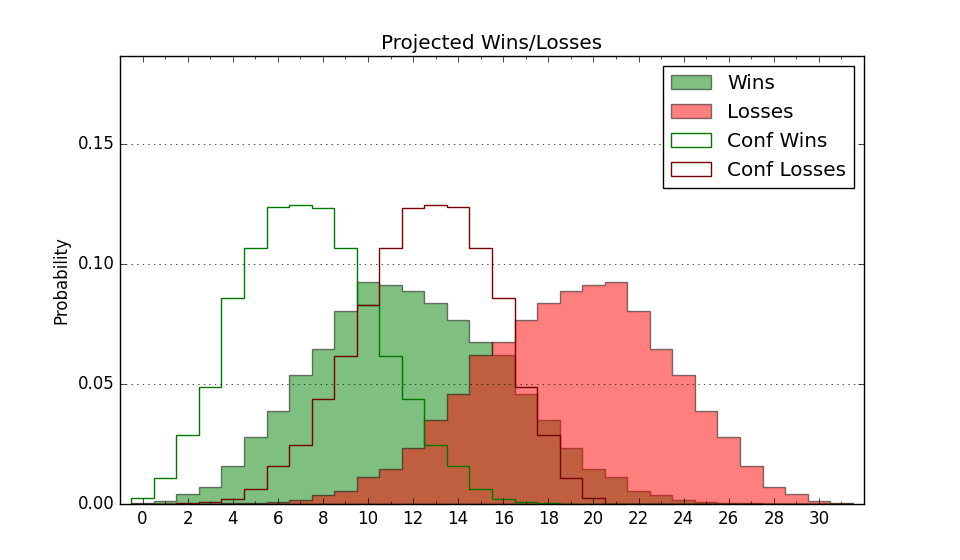 Projected Wins/Losses
Wins
Losses
Conf Wins
Conf Losses
Probability
0.15
0.10
0.05
0.00
0 2 4 6 8 10 12 14 16 18 20 22 24 26 28 30